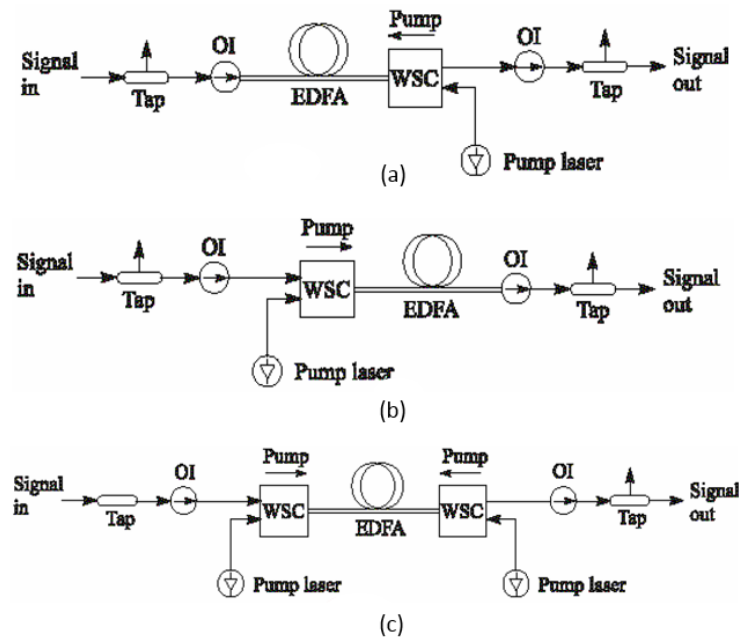 Signal in
Tap
OI
EDFA
Pump
WSC
OI
Tap
Signal out
Pump laser
(a)
Signal in
Tap
OI
Pump
WSC
Pump laser
EDFA
OI
Tap
Signal out
(b)
Signal in
Tap
OI
Pump
WSC
Pump laser
EDFA
Pump
WSC
Pump laser
OI
Tap
Signal out
(c)